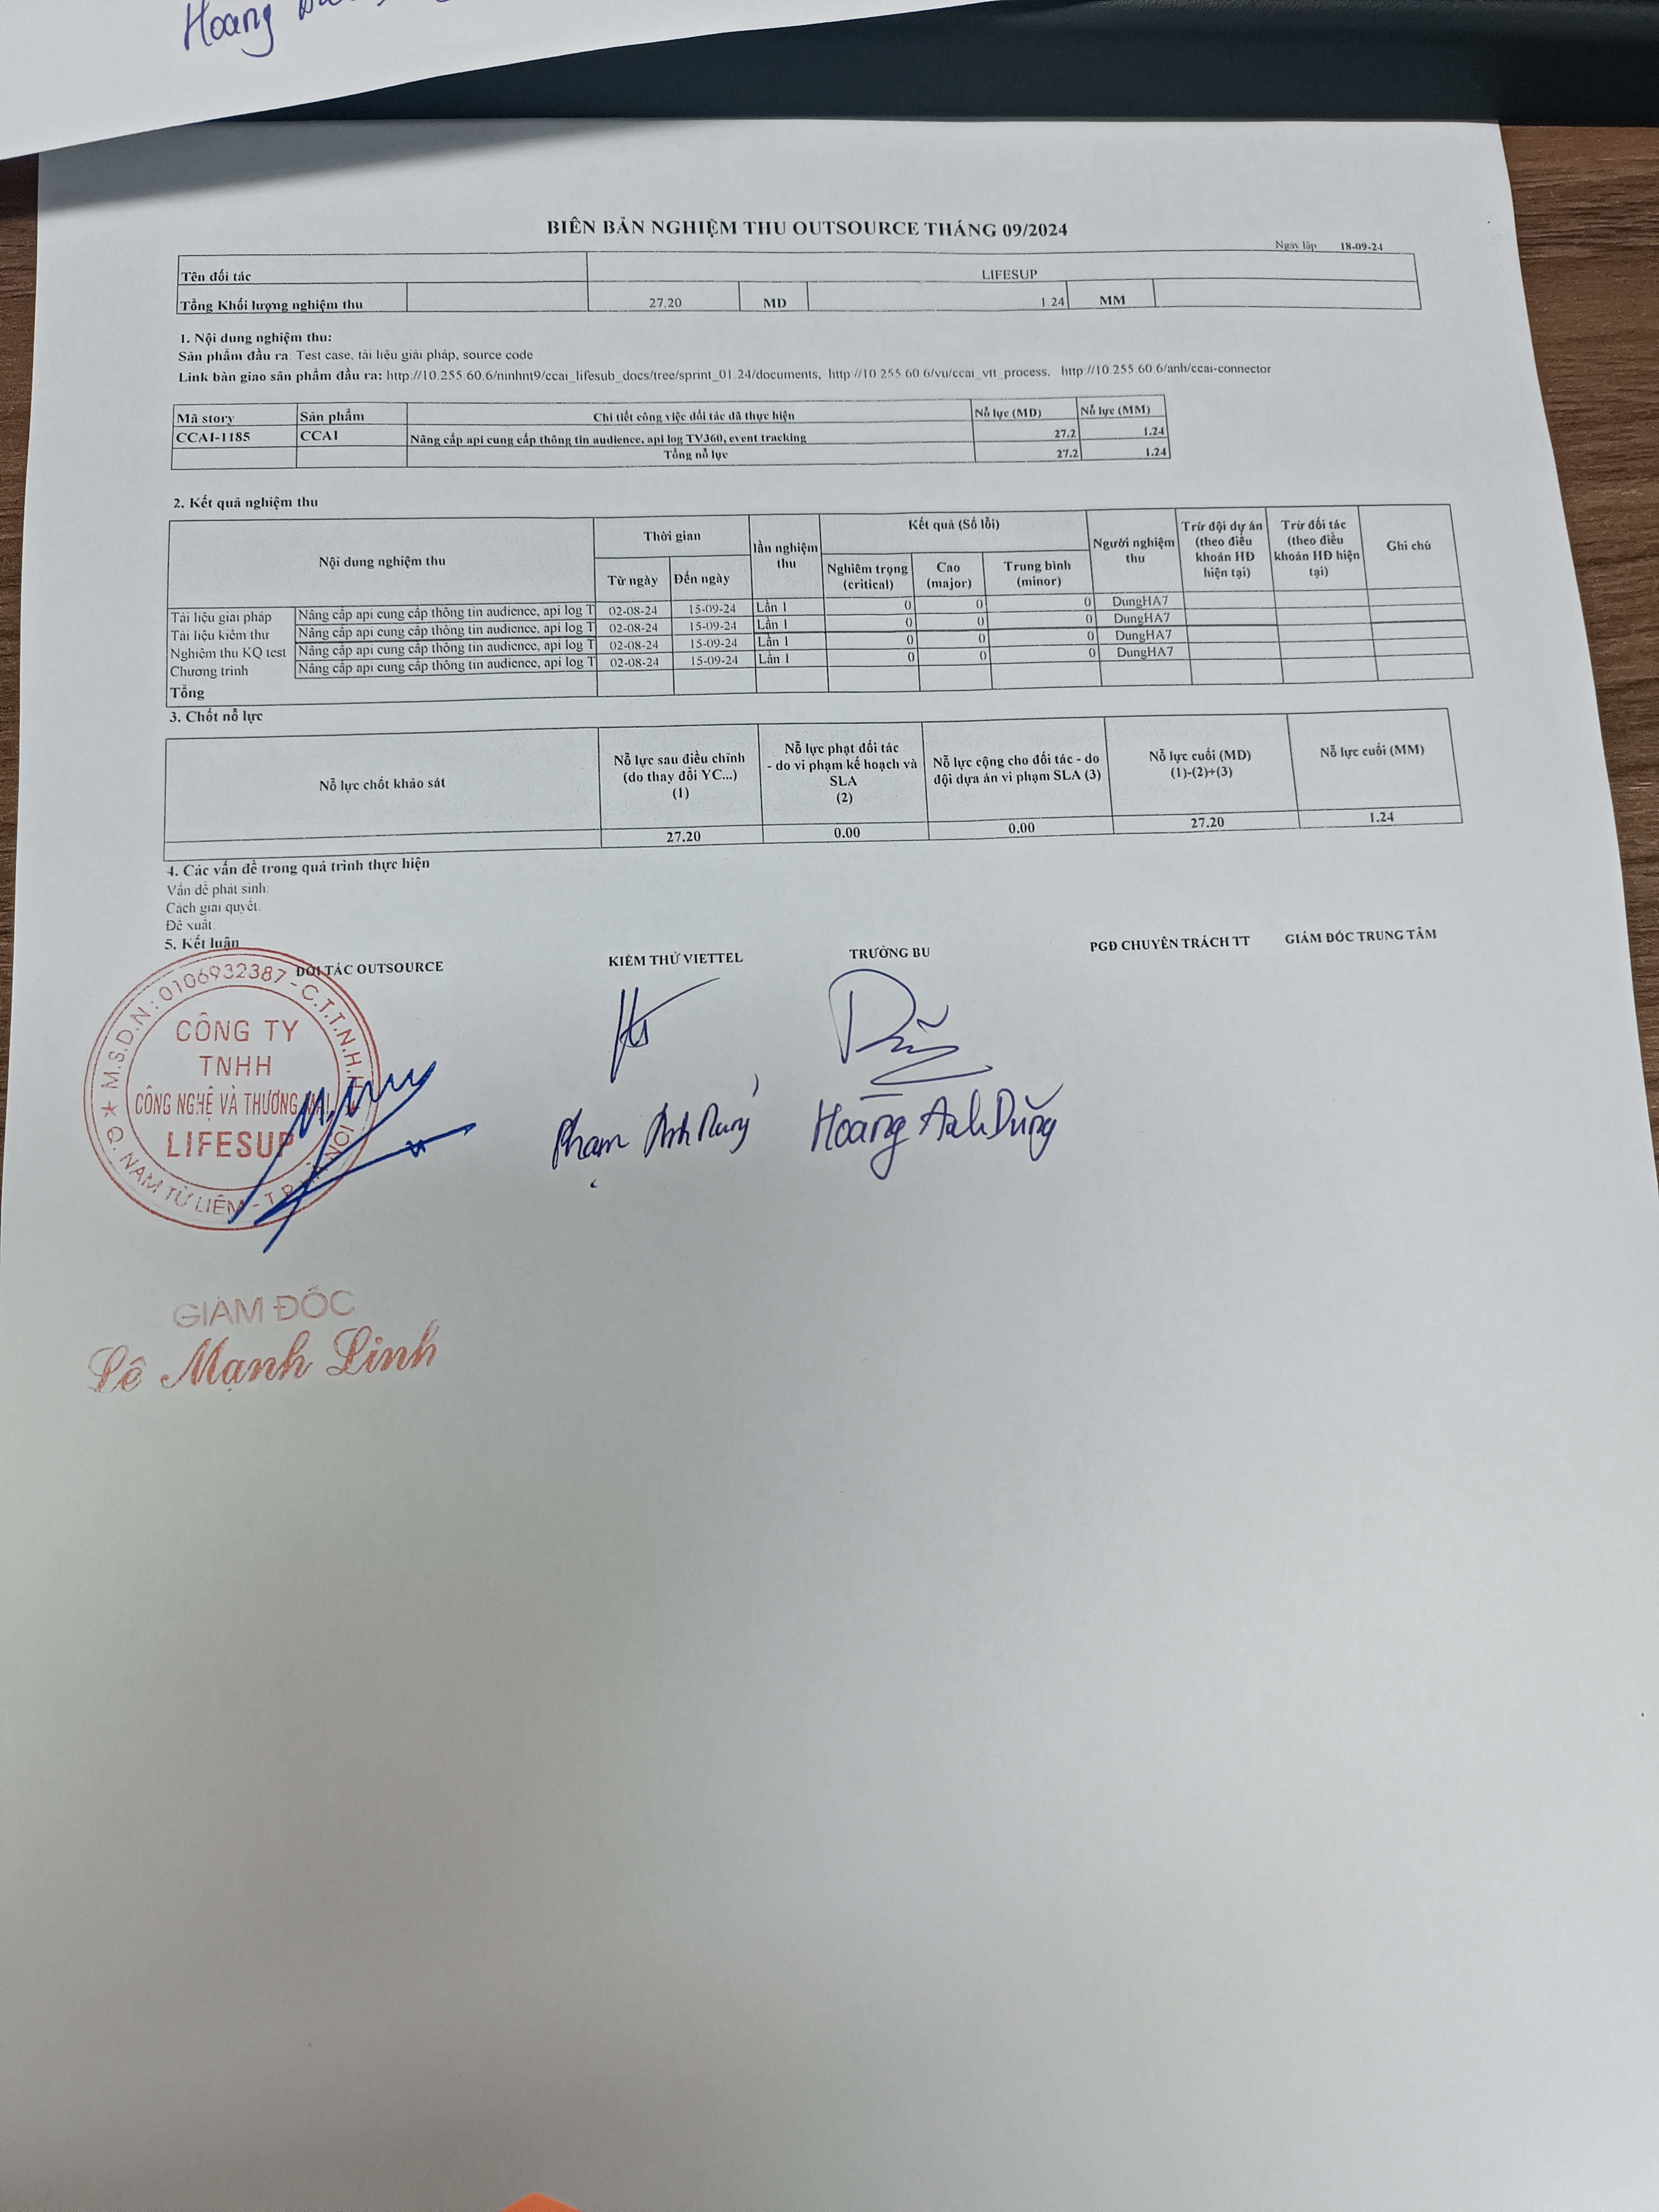 Hoang
BIÊN BẢN NGHIỆM THU OUTSOURCE THÁNG 09/2024
Ngày lập 18-09-24
Tên đối tác LIFESUP
Tổng Khối lượng nghiệm thu 27.20 MD 1.24 MM
1. Nội dung nghiệm thu:
Sản phẩm đầu ra: Test case, tài liệu giải pháp, source code
Link bàn giao sản phẩm đầu ra: http://10.255.60.6/ninhnt9/ccai_lifesub_docs/tree/sprint_01.24/documents, http://10.255.60.6/vu/ccai_vtt_process, http://10.255.60.6/anh/ccai-connector
Mã story Sản phẩm Chi tiết công việc đối tác đã thực hiện Nỗ lực (MD) Nỗ lực (MM)
CCAI-1185 CCAI Nâng cấp api cung cấp thông tin audience, api log TV360, event tracking 27.2 1.24
Tổng nỗ lực 27.2 1.24
2. Kết quả nghiệm thu
Nội dung nghiệm thu Thời gian lần nghiệm thu Kết quả (Số lỗi) Người nghiệm thu Trừ đội dự án (theo điều khoản HĐ hiện tại) Trừ đối tác (theo điều khoản HĐ hiện tại) Ghi chú
Từ ngày Đến ngày Nghiêm trọng (critical) Cao (major) Trung bình (minor)
Tài liệu giải pháp Nâng cấp api cung cấp thông tin audience, api log T 02-08-24 15-09-24 Lần 1 0 0 0 DungHA7
Tài liệu kiểm thử Nâng cấp api cung cấp thông tin audience, api log T 02-08-24 15-09-24 Lần 1 0 0 0 DungHA7
Nghiệm thu KQ test Nâng cấp api cung cấp thông tin audience, api log T 02-08-24 15-09-24 Lần 1 0 0 0 DungHA7
Chương trình Nâng cấp api cung cấp thông tin audience, api log T 02-08-24 15-09-24 Lần 1 0 0 0 DungHA7
Tổng
3. Chốt nỗ lực
Nỗ lực chốt khảo sát Nỗ lực sau điều chỉnh (do thay đổi YC...) (1) Nỗ lực phạt đối tác - do vi phạm kế hoạch và SLA (2) Nỗ lực cộng cho đối tác - do đội dựa án vi phạm SLA (3) Nỗ lực cuối (MD) (1)-(2)+(3) Nỗ lực cuối (MM)
27.20 0.00 0.00 27.20 1.24
4. Các vấn đề trong quá trình thực hiện
Vấn đề phát sinh:
Cách giải quyết:
Đề xuất:
5. Kết luận
ĐỐI TÁC OUTSOURCE KIỂM THỬ VIETTEL TRƯỞNG BU PGĐ CHUYÊN TRÁCH TT GIÁM ĐỐC TRUNG TÂM
M.S.D.N: 0106932387 - C.T.T.N.H.H
CÔNG TY
TNHH
CÔNG NGHỆ VÀ THƯƠNG MẠI
LIFESUP
Q. NAM TỪ LIÊM - T.P HÀ NỘI
Phạm Anh
Hoàng Anh Dũng
GIÁM ĐỐC
Lê Mạnh Linh